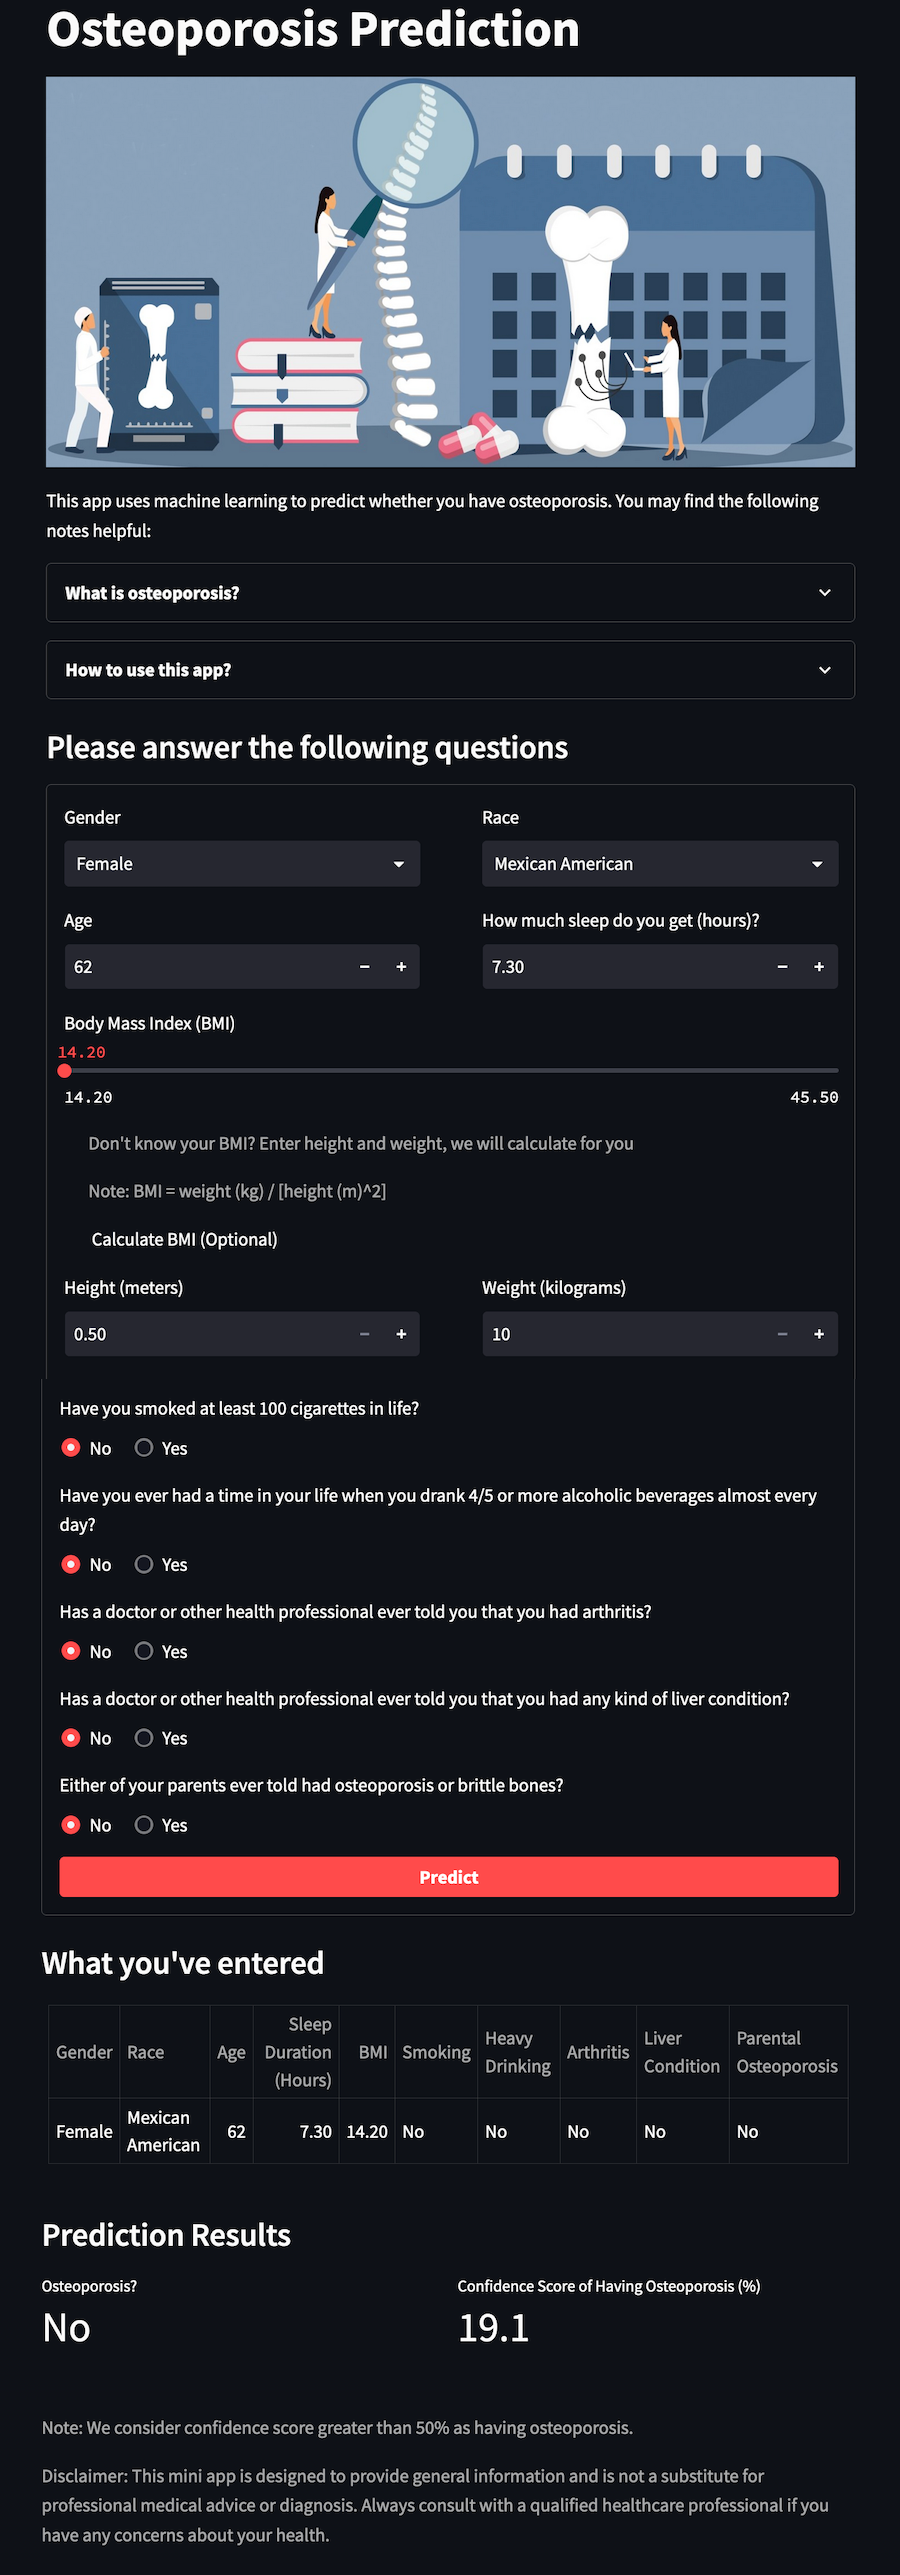 Osteoporosis Prediction
This app uses machine learning to predict whether you have osteoporosis. You may find the following
notes helpful:
What is osteoporosis?
How to use this app?
Please answer the following questions
Gender Race
Female Mexican American
Age How much sleep do you get (hours)?
62 − + 7.30 − +
Body Mass Index (BMI)
14.20
14.20 45.50
Don't know your BMI? Enter height and weight, we will calculate for you
Note: BMI = weight (kg) / [height (m)^2]
Calculate BMI (Optional)
Height (meters) Weight (kilograms)
0.50 − + 10 − +
Have you smoked at least 100 cigarettes in life?
No Yes
Have you ever had a time in your life when you drank 4/5 or more alcoholic beverages almost every
day?
No Yes
Has a doctor or other health professional ever told you that you had arthritis?
No Yes
Has a doctor or other health professional ever told you that you had any kind of liver condition?
No Yes
Either of your parents ever told had osteoporosis or brittle bones?
No Yes
Predict
What you've entered
Gender Race Age Sleep Duration (Hours) BMI Smoking Heavy Drinking Arthritis Liver Condition Parental Osteoporosis
Female Mexican American 62 7.30 14.20 No No No No No
Prediction Results
Osteoporosis? Confidence Score of Having Osteoporosis (%)
No 19.1
Note: We consider confidence score greater than 50% as having osteoporosis.
Disclaimer: This mini app is designed to provide general information and is not a substitute for
professional medical advice or diagnosis. Always consult with a qualified healthcare professional if you
have any concerns about your health.